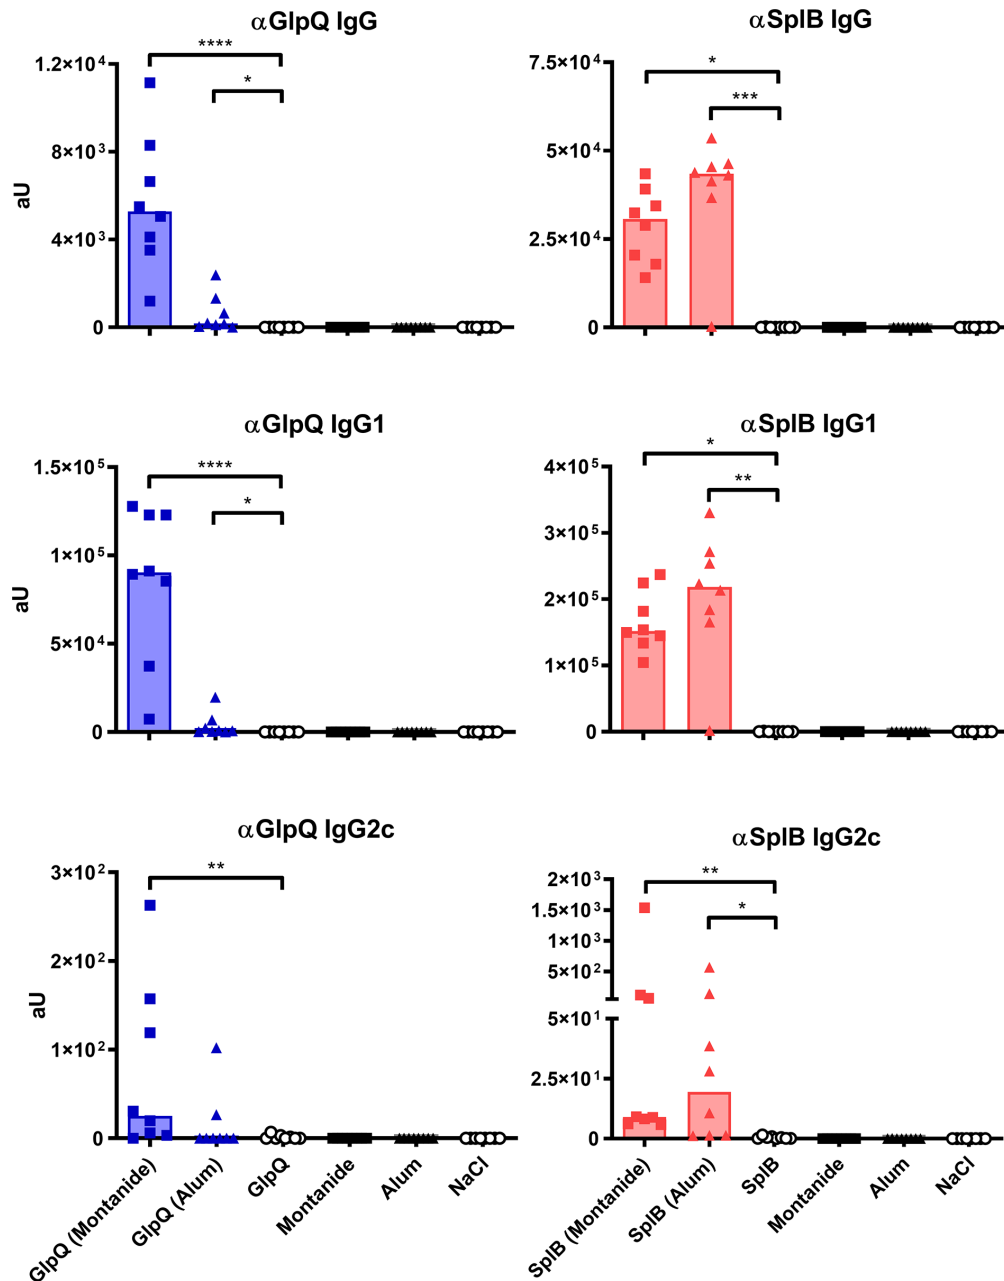 αGlpQ IgG
aU
1.2×10⁴
8×10³
4×10³
0
****
*
αSplB IgG
7.5×10⁴
5×10⁴
2.5×10⁴
0
*
***
αGlpQ IgG1
aU
1.5×10⁵
1×10⁵
5×10⁴
0
****
*
αSplB IgG1
4×10⁵
3×10⁵
2×10⁵
1×10⁵
0
*
**
αGlpQ IgG2c
aU
3×10²
2×10²
1×10²
0
**
GlpQ (Montanide)
GlpQ (Alum)
GlpQ
Montanide
Alum
NaCl
αSplB IgG2c
2×10³
1.5×10³
1×10³
5×10²
5×10¹
2.5×10¹
0
**
*
SplB (Montanide)
SplB (Alum)
SplB
Montanide
Alum
NaCl